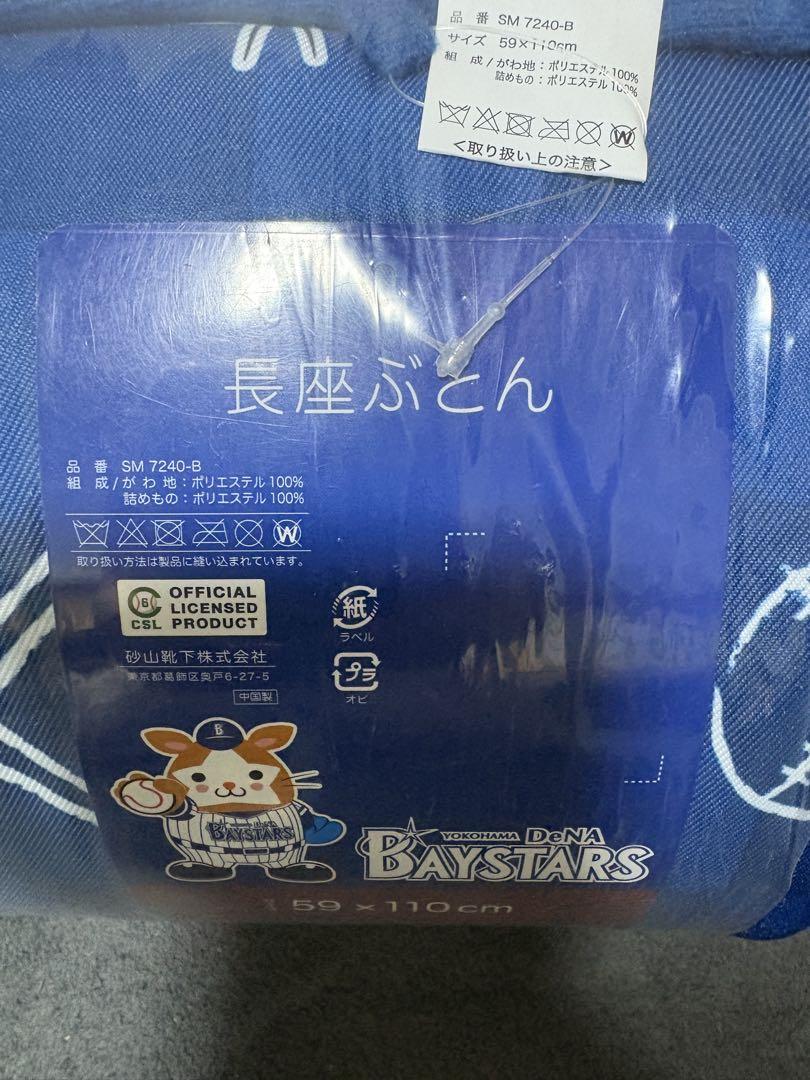 品番 SM 7240-B
サイズ 59×110cm
組成/がわ地:ポリエステル100%
詰めもの:ポリエステル100%
W
<取り扱い上の注意>
長座ぶとん
品番 SM 7240-B
組成/がわ地:ポリエステル100%
詰めもの:ポリエステル100%
W
取り扱い方法は製品に縫い込まれています。
6
CSL
OFFICIAL
LICENSED
PRODUCT
紙
ラベル
砂山靴下株式会社
東京都葛飾区奥戸6-27-5
中国製
プラ
オビ
B
BAYSTARS
YOKOHAMA DeNA
BAYSTARS
59×110cm